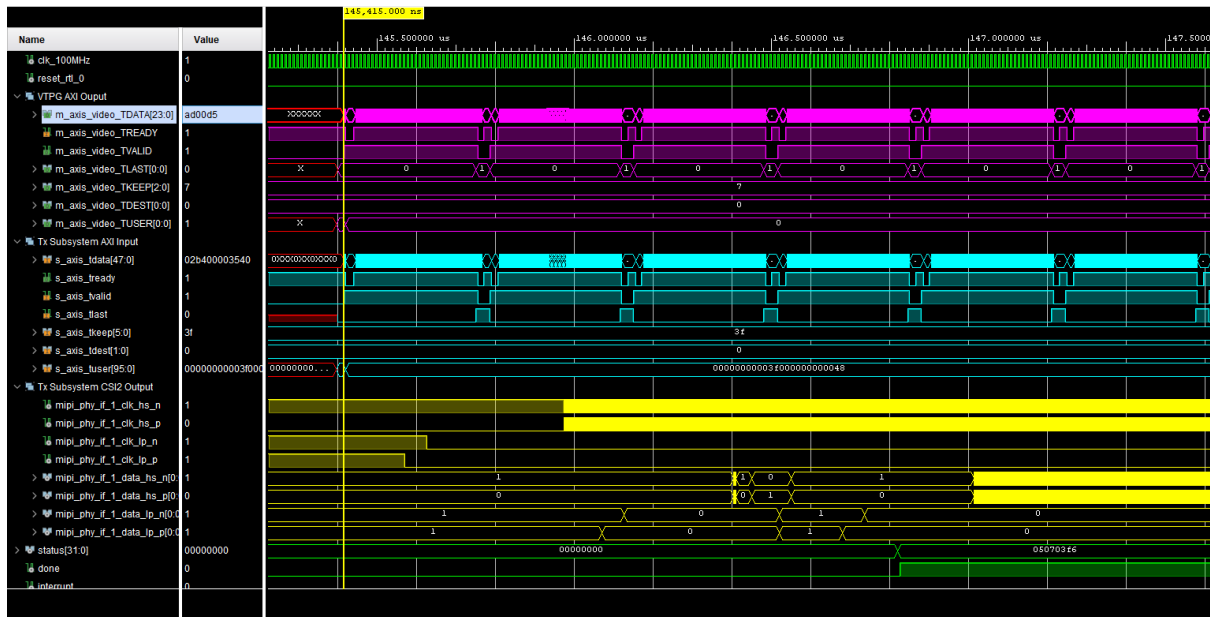 145,415.000 ns
Name Value
145.500000 us 146.000000 us 146.500000 us 147.000000 us 147.5000
clk_100MHz 1
reset_rtl_0 0
VTPG AXI Ouput
m_axis_video_TDATA[23:0] ad00d5 XXXXXX
m_axis_video_TREADY 1
m_axis_video_TVALID 1
m_axis_video_TLAST[0:0] 0 X 0 1 0 1 0 1 0 1 0 1 0 1
m_axis_video_TKEEP[2:0] 7 7
m_axis_video_TDEST[0:0] 0 0
m_axis_video_TUSER[0:0] 1 X 0
Tx Subsystem AXI Input
s_axis_tdata[47:0] 02b400003540 0XXX0XX0XXXX0
s_axis_tready 1
s_axis_tvalid 1
s_axis_tlast 0
s_axis_tkeep[5:0] 3f 3f
s_axis_tdest[1:0] 0 0
s_axis_tuser[95:0] 00000000003f000 00000000... 00000000003f000000000048
Tx Subsystem CSI2 Output
mipi_phy_if_1_clk_hs_n 1
mipi_phy_if_1_clk_hs_p 0
mipi_phy_if_1_clk_lp_n 1
mipi_phy_if_1_clk_lp_p 1
mipi_phy_if_1_data_hs_n[0: 1 1 1 0 1
mipi_phy_if_1_data_hs_p[0: 0 0 0 1 0
mipi_phy_if_1_data_lp_n[0:0 1 1 0 1 0
mipi_phy_if_1_data_lp_p[0:0 1 1 0 1 0
status[31:0] 00000000 00000000 050703f6
done 0
interrupt 0